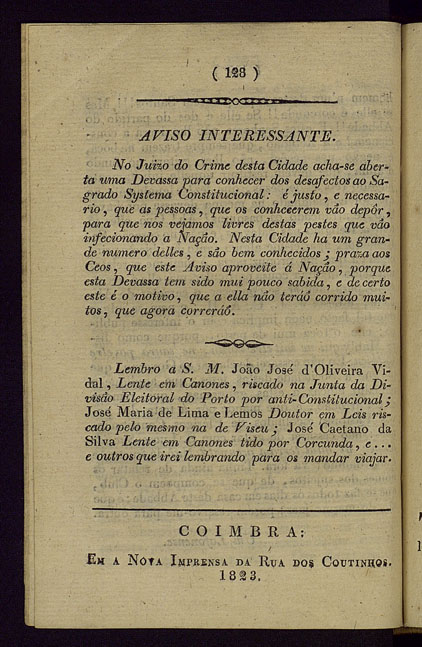 ( 128 )
AVISO INTERESSANTE.
No Juizo do Crime desta Cidade acha-se aber-
ta uma Devassa para conhecer dos desafectos ao Sa-
grado Systema Constitucional: é justo, e necessa-
rio, que as pessoas, que os conhecerem vão depôr,
para que nos vejamos livres destas pestes que vão
infecionando a Nação. Nesta Cidade ha um gran-
de numero delles, e são bem conhecidos; praza aos
Ceos, que este Aviso aproveite á Nação, porque
esta Devassa tem sido mui pouco sabida, e de certo
este é o motivo, que a ella não teráõ corrido mui-
tos, que agora correráõ.
Lembro a S. M. João José d'Oliveira Vi-
dal, Lente em Canones, riscado na Junta da Di-
visão Eleitoral do Porto por anti-Constitucional;
José Maria de Lima e Lemos Doutor em Leis ris-
cado pelo mesmo na de Viseu; José Caetano da
Silva Lente em Canones tido por Corcunda, e...
e outros que irei lembrando para os mandar viajar.
COIMBRA:
EM A NOVA IMPRENSA DA RUA DOS COUTINHOS.
1823.